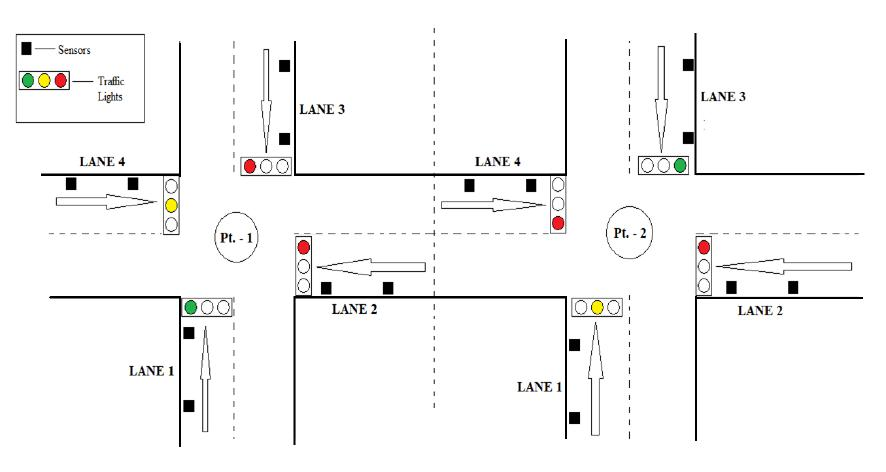 Sensors
Traffic
Lights
LANE 3
LANE 3
LANE 4
LANE 4
Pt. - 1
Pt. - 2
LANE 2
LANE 2
LANE 1
LANE 1